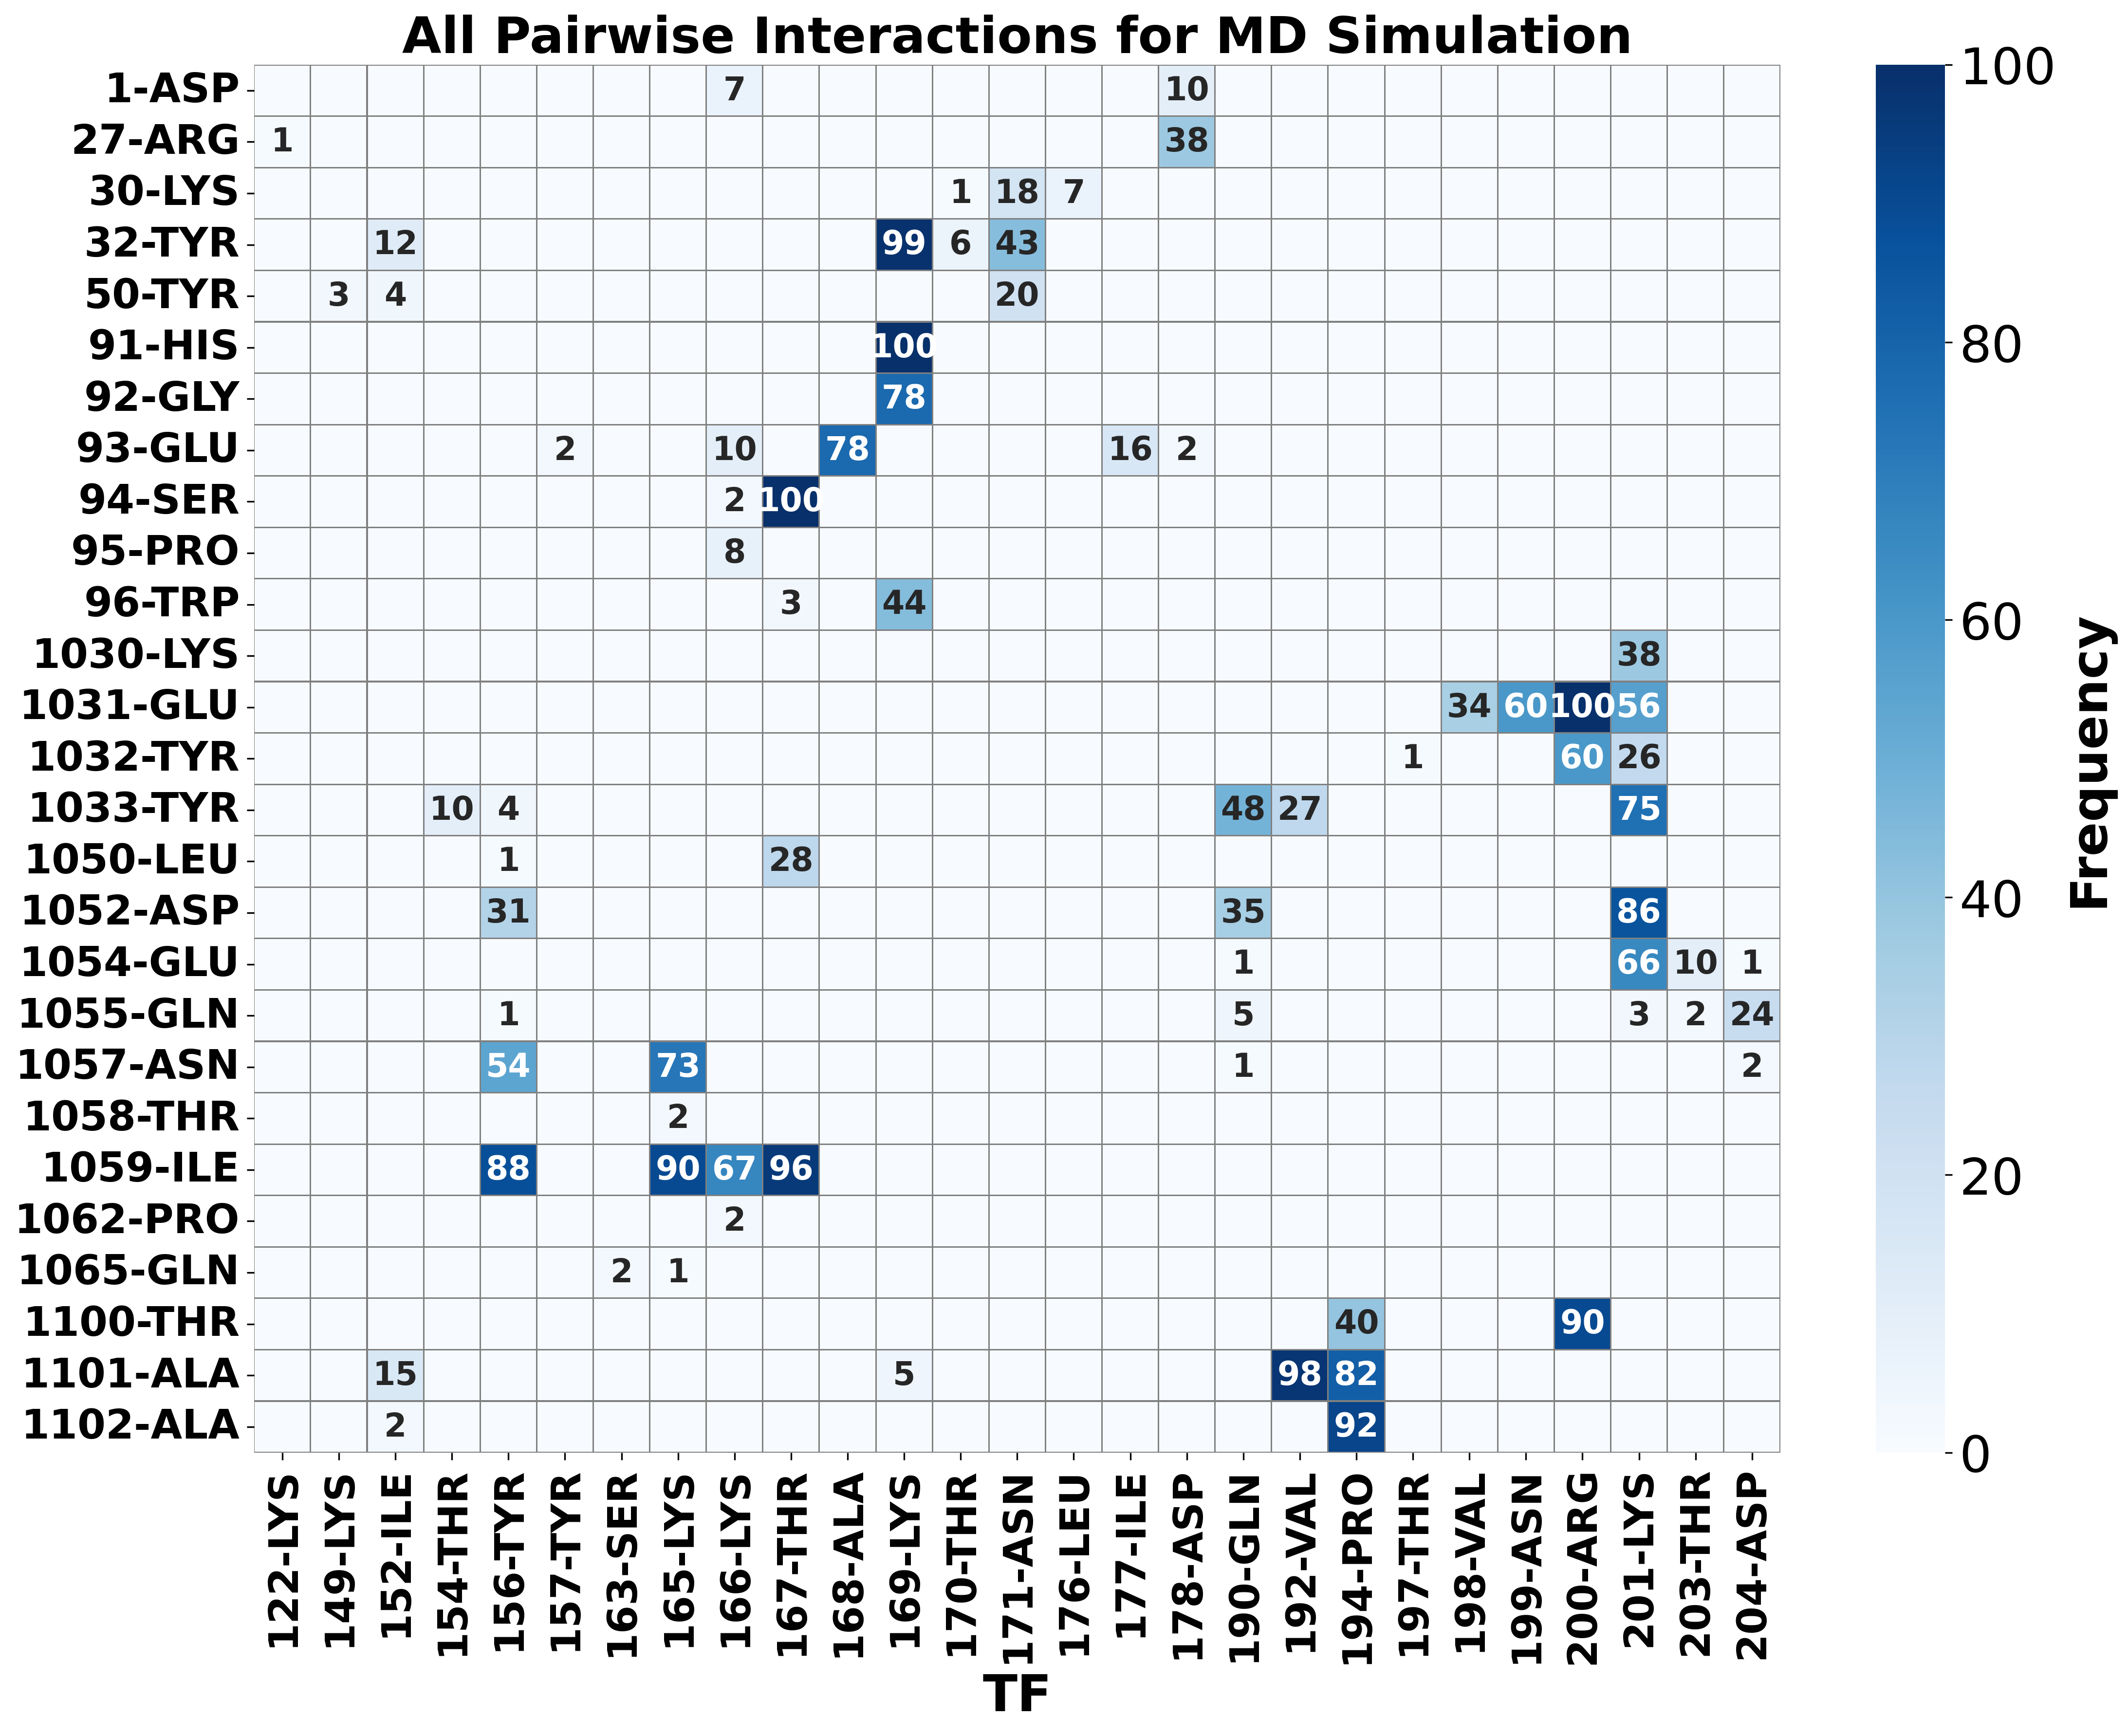 All Pairwise Interactions for MD Simulation
1-ASP 7 10
27-ARG 1 38
30-LYS 1 18 7
32-TYR 12 99 6 43
50-TYR 3 4 20
91-HIS 100
92-GLY 78
93-GLU 2 10 78 16 2
94-SER 2 100
95-PRO 8
96-TRP 3 44
1030-LYS 38
1031-GLU 34 60 100 56
1032-TYR 1 60 26
1033-TYR 10 4 48 27 75
1050-LEU 1 28
1052-ASP 31 35 86
1054-GLU 1 66 10 1
1055-GLN 1 5 3 2 24
1057-ASN 54 73 1 2
1058-THR 2
1059-ILE 88 90 67 96
1062-PRO 2
1065-GLN 2 1
1100-THR 40 90
1101-ALA 15 5 98 82
1102-ALA 2 92
122-LYS
149-LYS
152-ILE
154-THR
156-TYR
157-TYR
163-SER
165-LYS
166-LYS
167-THR
168-ALA
169-LYS
170-THR
171-ASN
176-LEU
177-ILE
178-ASP
190-GLN
192-VAL
194-PRO
197-THR
198-VAL
199-ASN
200-ARG
201-LYS
203-THR
204-ASP
TF
100
80
60
40
20
0
Frequency